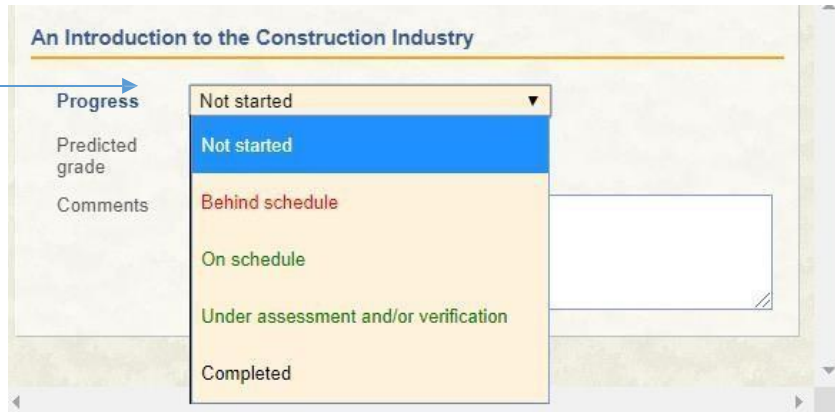 An Introduction to the Construction Industry
Progress Not started ▼
Not started
Predicted
grade
Comments Behind schedule
On schedule
Under assessment and/or verification
Completed